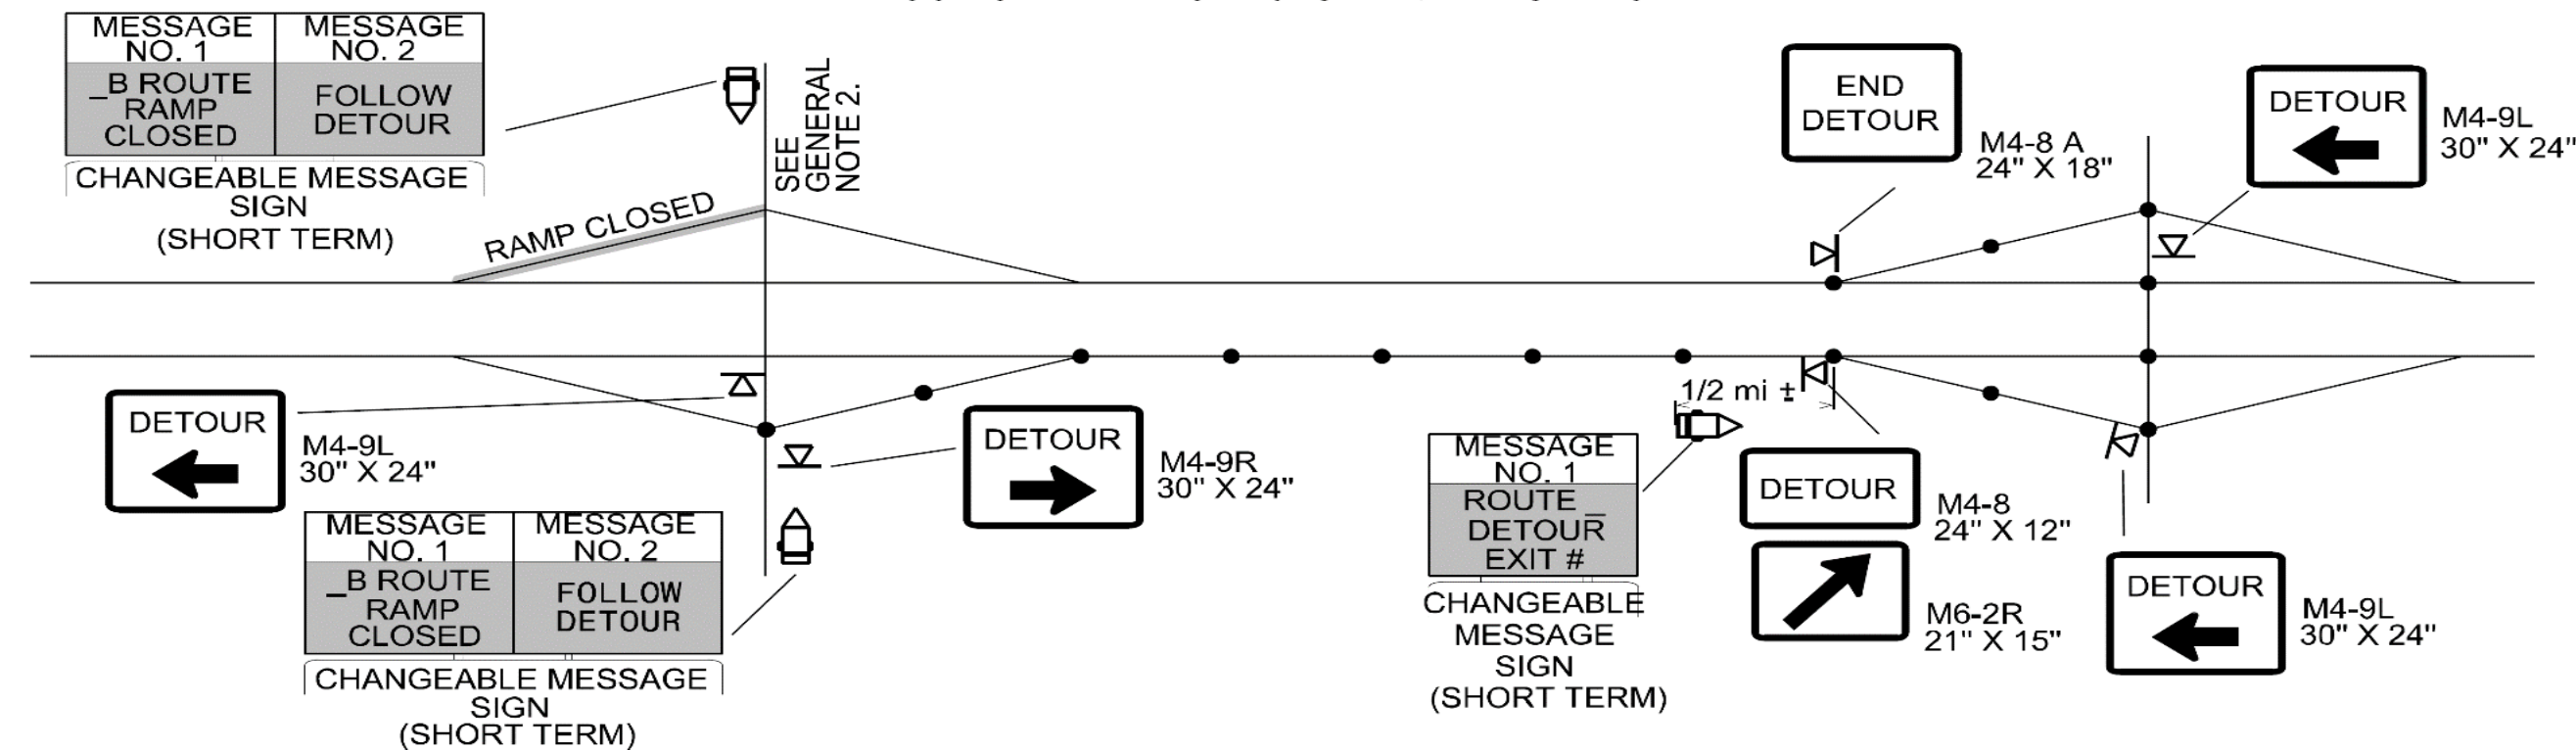 MESSAGE NO. 1
MESSAGE NO. 2
_B ROUTE RAMP CLOSED
FOLLOW DETOUR
CHANGEABLE MESSAGE
SIGN
(SHORT TERM)
RAMP CLOSED
SEE
GENERAL
NOTE 2.
END
DETOUR
M4-8 A
24" X 18"
DETOUR
M4-9L
30" X 24"
DETOUR
M4-9L
30" X 24"
MESSAGE NO. 1
MESSAGE NO. 2
_B ROUTE RAMP CLOSED
FOLLOW DETOUR
CHANGEABLE MESSAGE
SIGN
(SHORT TERM)
DETOUR
M4-9R
30" X 24"
1/2 mi ±
MESSAGE
NO. 1
ROUTE _
DETOUR
EXIT #
CHANGEABLE
MESSAGE
SIGN
(SHORT TERM)
DETOUR
M4-8
24" X 12"
M6-2R
21" X 15"
DETOUR
M4-9L
30" X 24"